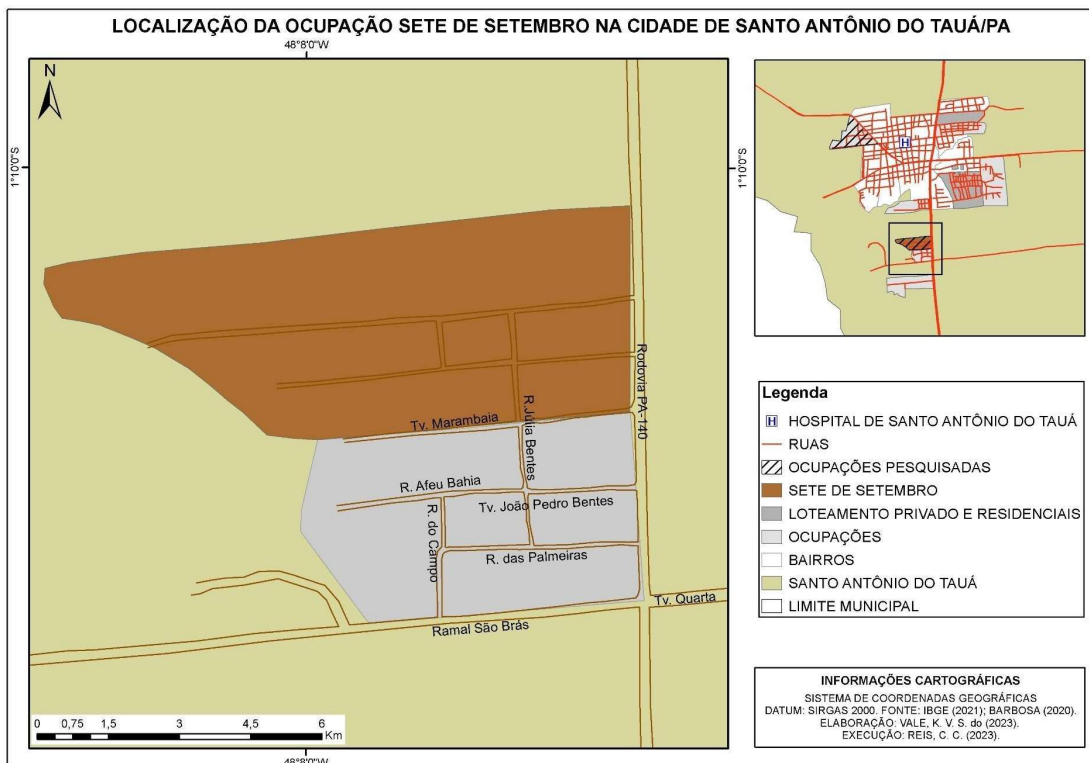 LOCALIZAÇÃO DA OCUPAÇÃO SETE DE SETEMBRO NA CIDADE DE SANTO ANTÔNIO DO TAUÁ/PA
48°8'0"W
N
1°10'0"S
1°10'0"S
Rodovia PA-140
Tv. Marambaia
R.Júlia Bentes
R. Afeu Bahia
Tv. João Pedro Bentes
R. do Campo
R. das Palmeiras
Tv. Quarta
Ramal São Brás
0 0,75 1,5 3 4,5 6
Km
48°8'0"W
H
Legenda
H HOSPITAL DE SANTO ANTÔNIO DO TAUÁ
RUAS
OCUPAÇÕES PESQUISADAS
SETE DE SETEMBRO
LOTEAMENTO PRIVADO E RESIDENCIAIS
OCUPAÇÕES
BAIRROS
SANTO ANTÔNIO DO TAUÁ
LIMITE MUNICIPAL
INFORMAÇÕES CARTOGRÁFICAS
SISTEMA DE COORDENADAS GEOGRÁFICAS
DATUM: SIRGAS 2000. FONTE: IBGE (2021); BARBOSA (2020).
ELABORAÇÃO: VALE, K. V. S. do (2023).
EXECUÇÃO: REIS, C. C. (2023).